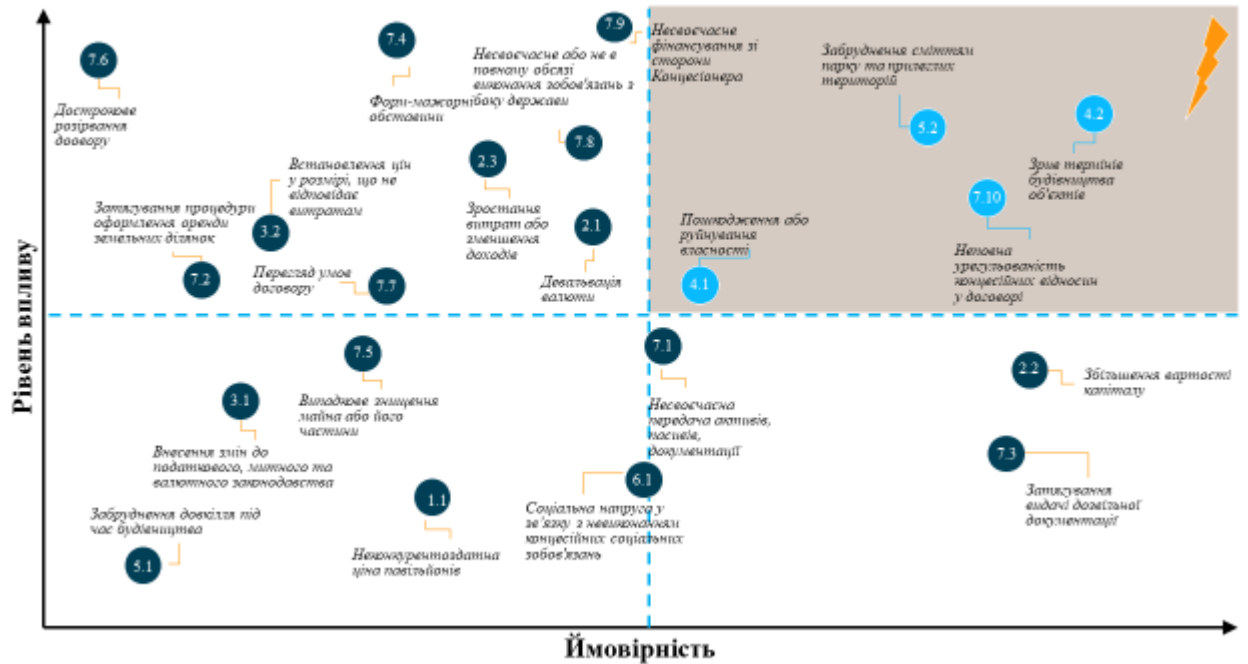 Рівень впливу
7.6
Дострокове
розірвання
договору
7.4
Форн-мажорні
обставини
7.9
Несвоєчасне
фінансування зі
сторони
Концесіонера
Несвоєчасне або не в
повному обсязі
виконання зобов'язань з
боку держави
7.8
2.3
Зростання
витрат або
зменшення
доходів
2.1
Девальвація
валюти
Встановлення цін
у розмірі, що не
відповідає
витратам
3.2
Затягування процедури
оформлення оренди
земельних ділянок
7.2
Перегляд умов
договору
7.7
Забруднення сміттям
парку та прилеглих
територій
5.2
4.2
Зрив термінів
будівництва
об'єктів
7.10
Неповна
урегульованість
концесійних відносин
у договорі
Пошкодження або
руйнування
власності
4.1
7.5
Випадкове знищення
майна або його
частини
3.1
Внесення змін до
податкового, митного та
валютного законодавства
Забруднення довкілля під
час будівництва
5.1
1.1
Неконкурентоздатна
ціна павільйонів
7.1
Несвоєчасна
передача активів,
пасивів,
документації
6.1
Соціальна напруга у
зв'язку з невиконанням
концесійних соціальних
зобов'язань
2.2
Збільшення вартості
капіталу
7.3
Затягування
видачі дозвільної
документації
Ймовірність